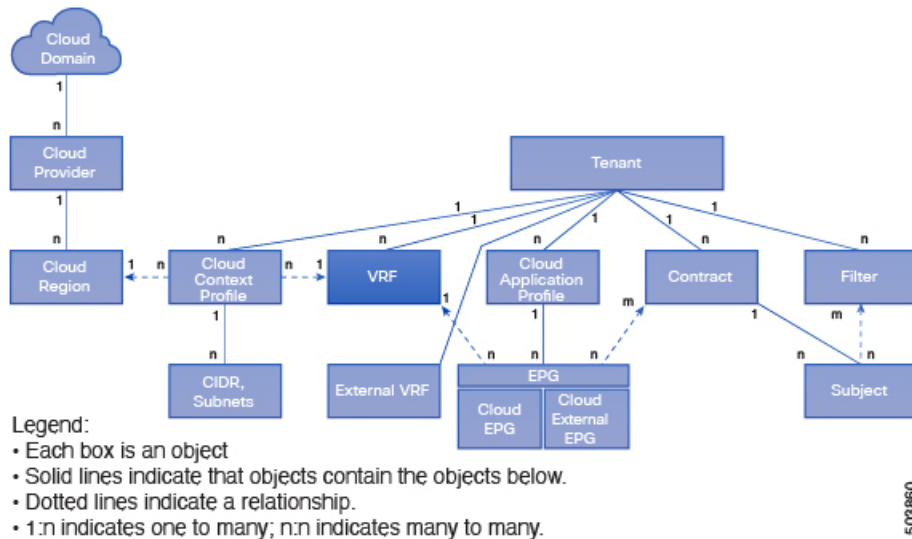 Cloud
Domain
1
n
Cloud
Provider
Tenant
1
n
1
1
1
1
1
n
n
n
n
n
Cloud
Region
1
n
Cloud
Context
Profile
n
1
VRF
Cloud
Application
Profile
Contract
Filter
1
n
1
n
1
n
m
n
1
n
m
n
CIDR,
Subnets
External VRF
EPG
Cloud
EPG
Cloud
External
EPG
Subject
Legend:
• Each box is an object
• Solid lines indicate that objects contain the objects below.
• Dotted lines indicate a relationship.
• 1:n indicates one to many; n:n indicates many to many.
503860